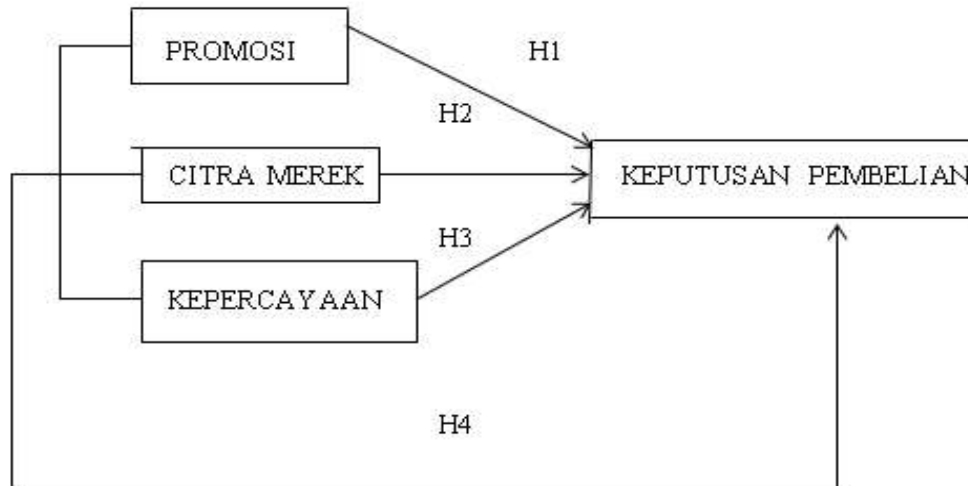 PROMOSI
H1
H2
CITRA MEREK
KEPUTUSAN PEMBELIAN
H3
KEPERCAYAAN
H4